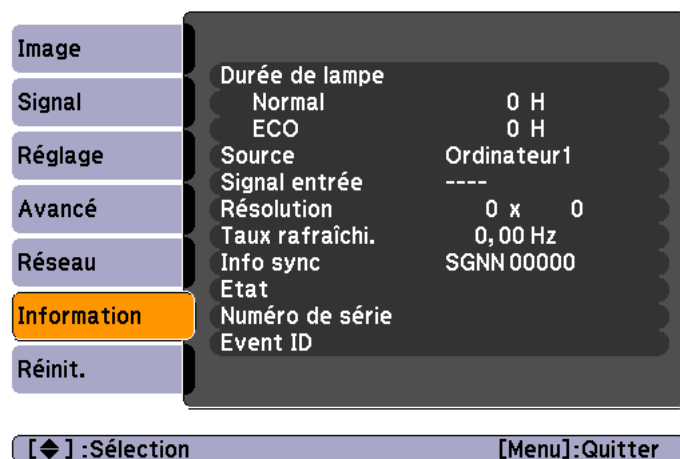 Image
Signal
Réglage
Avancé
Réseau
Information
Réinit.
Durée de lampe
Normal 0 H
ECO 0 H
Source Ordinateur1
Signal entrée ----
Résolution 0 x 0
Taux rafraîchi. 0,00 Hz
Info sync SGNN 00000
Etat
Numéro de série
Event ID
[◆] :Sélection [Menu]:Quitter